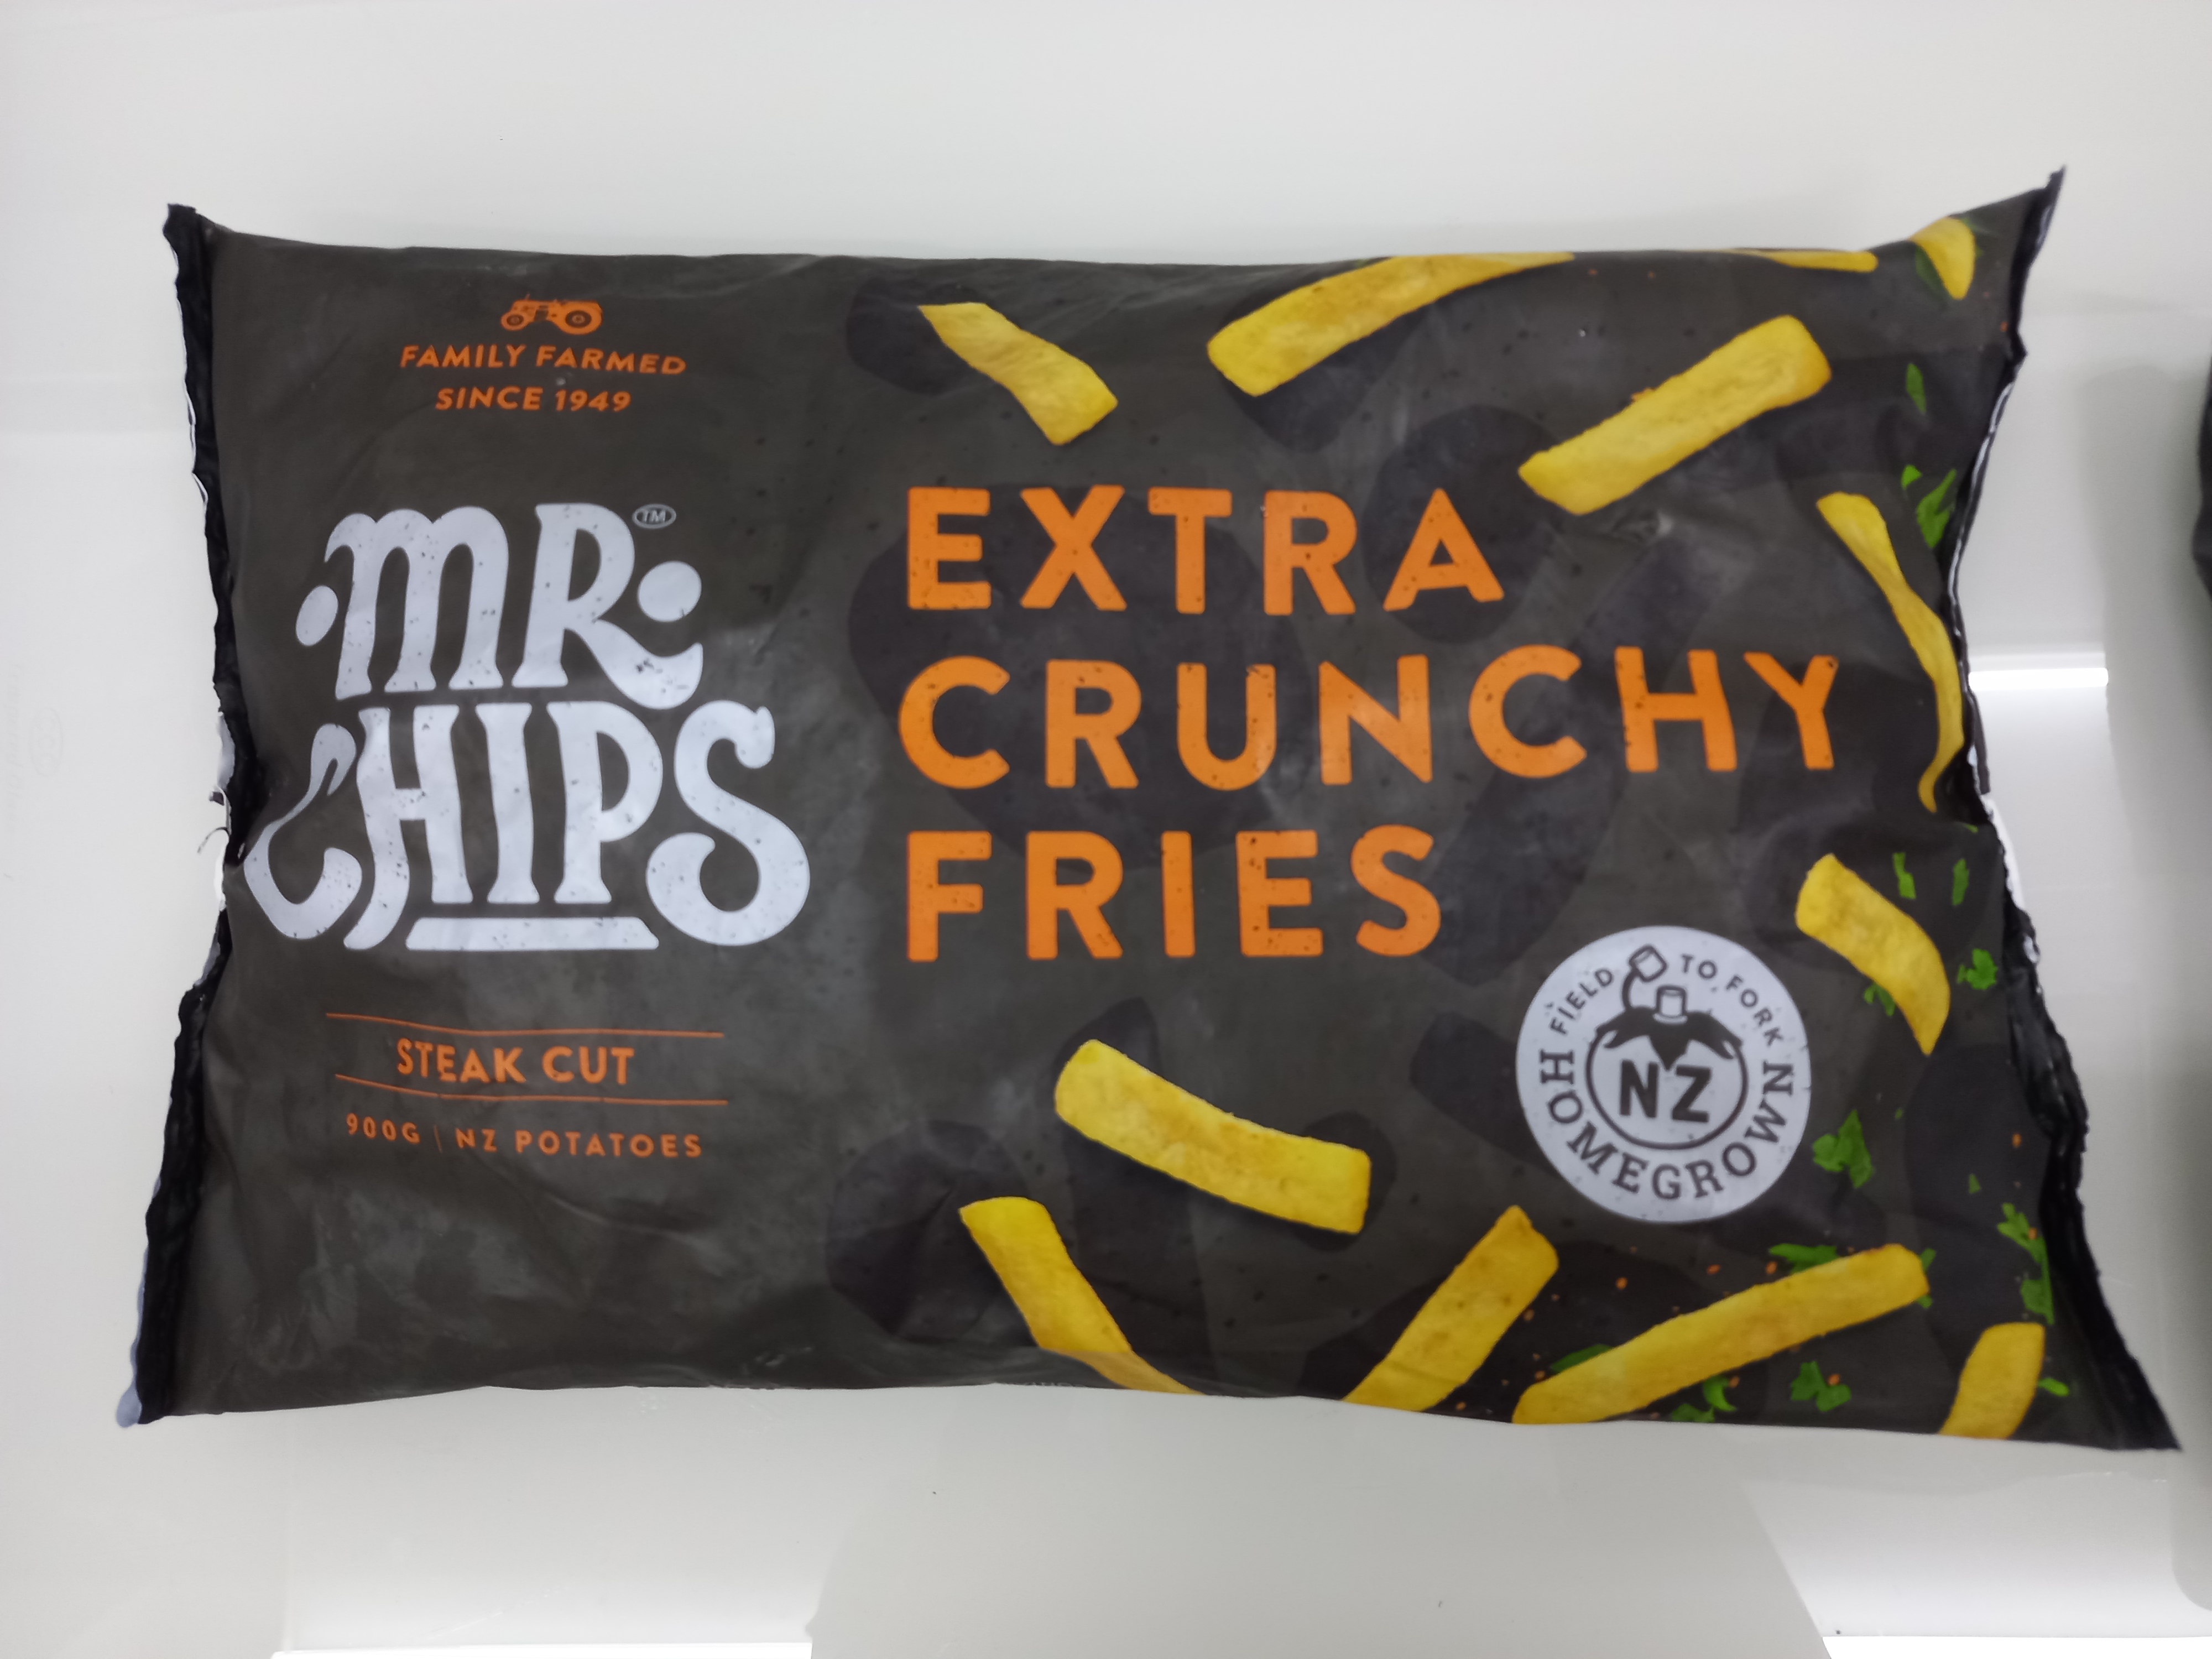 FAMILY FARMED
SINCE 1949
MR
CHIPS
TM
STEAK CUT
900G | NZ POTATOES
EXTRA
CRUNCHY
FRIES
FIELD TO FORK
NZ
HOMEGROWN